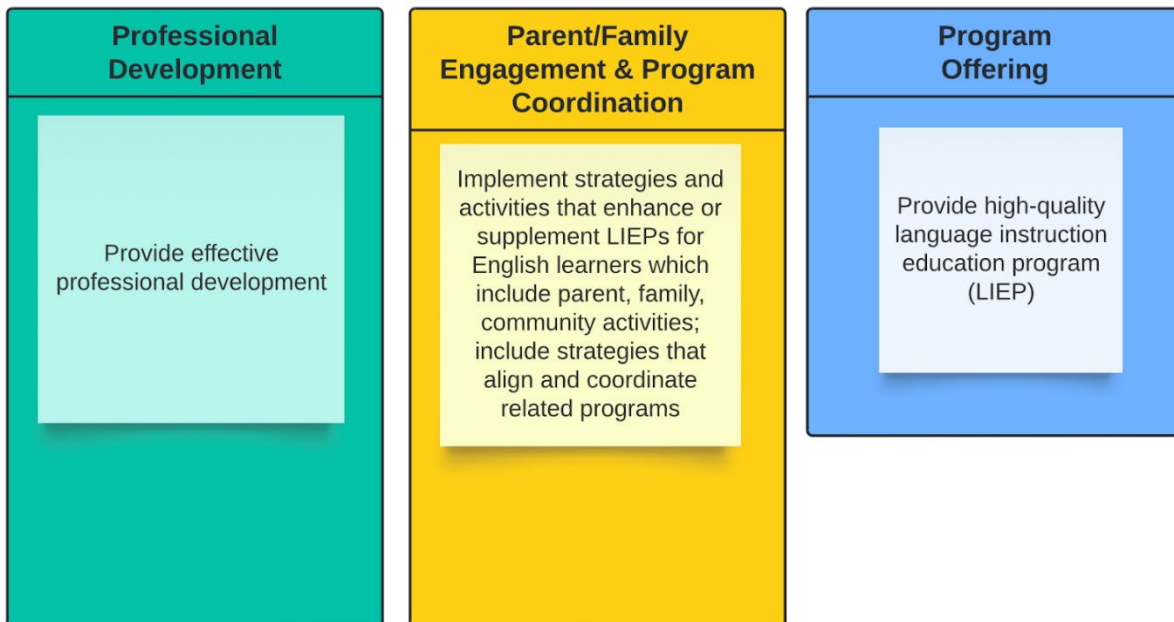 Professional
Development
Provide effective
professional development
Parent/Family
Engagement & Program
Coordination
Implement strategies and
activities that enhance or
supplement LIEPs for
English learners which
include parent, family,
community activities;
include strategies that
align and coordinate
related programs
Program
Offering
Provide high-quality
language instruction
education program
(LIEP)